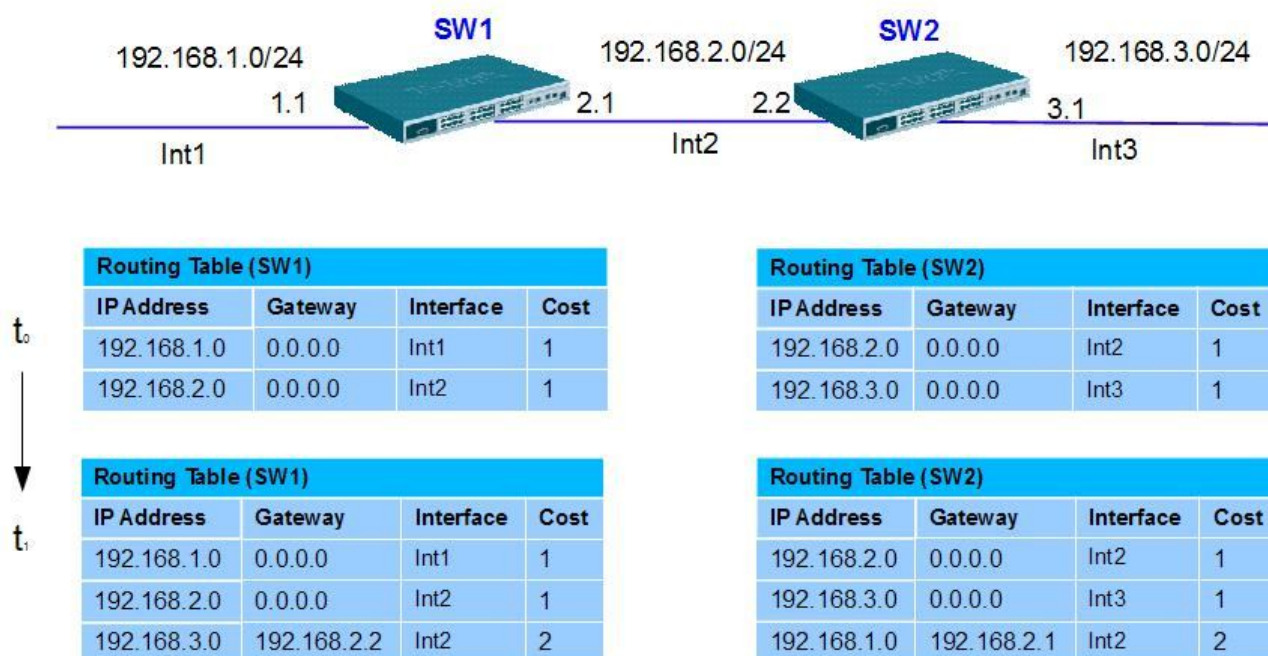 SW1
SW2
192.168.1.0/24
192.168.2.0/24
192.168.3.0/24
1.1
2.1
2.2
3.1
Int1
Int2
Int3
t0
Routing Table (SW1)
IP Address Gateway Interface Cost
192.168.1.0 0.0.0.0 Int1 1
192.168.2.0 0.0.0.0 Int2 1
Routing Table (SW2)
IP Address Gateway Interface Cost
192.168.2.0 0.0.0.0 Int2 1
192.168.3.0 0.0.0.0 Int3 1
t1
Routing Table (SW1)
IP Address Gateway Interface Cost
192.168.1.0 0.0.0.0 Int1 1
192.168.2.0 0.0.0.0 Int2 1
192.168.3.0 192.168.2.2 Int2 2
Routing Table (SW2)
IP Address Gateway Interface Cost
192.168.2.0 0.0.0.0 Int2 1
192.168.3.0 0.0.0.0 Int3 1
192.168.1.0 192.168.2.1 Int2 2